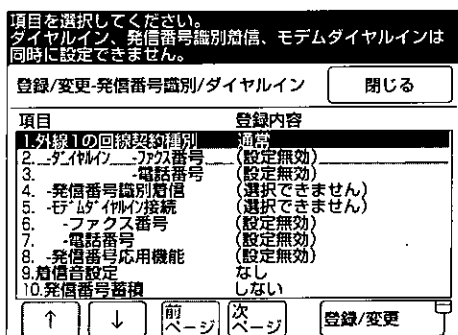 項目を選択してください。
ダイヤルイン、発信番号識別着信、モデムダイヤルインは
同時に設定できません。
登録/変更-発信番号識別/ダイヤルイン
閉じる
項目 登録内容
1.外線1の回線契約種別 通常
2. -ダイヤルイン -ファクス番号 (設定無効)
3. -電話番号 (設定無効)
4. -発信番号識別着信 (選択できません)
5. -モデムダイヤルイン接続 (選択できません)
6. -ファクス番号 (設定無効)
7. -電話番号 (設定無効)
8. -発信番号応用機能 (設定無効)
9.着信音設定 なし
10.発信番号蓄積 しない
↑ ↓ 前ページ 次ページ 登録/変更